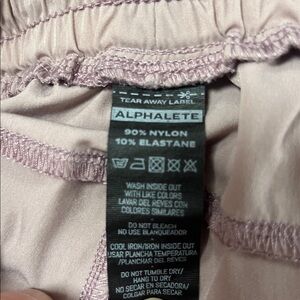 TEAR AWAY LABEL
ALPHALETE
90% NYLON
10% ELASTANE
WASH INSIDE OUT
WITH LIKE COLORS
LAVAR DEL REVES CON
COLORES SIMILARES
DO NOT BLEACH
NO USE BLANQUEADOR
COOL IRON/IRON INSIDE OUT
USAR PLANCHA TEMPERATURA
/PLANCHAR DEL REVES
DO NOT TUMBLE DRY/
HANG TO DRY
NO SECAR EN SECADORA/
COLGAR PARA SECAR